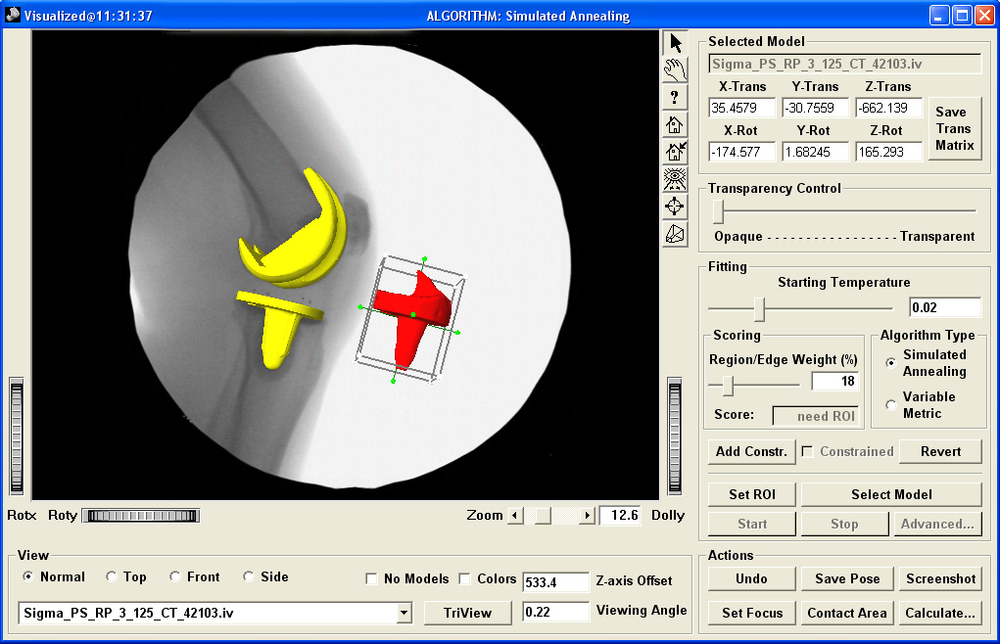 Visualized@11:31:37
ALGORITHM: Simulated Annealing
Selected Model
Sigma_PS_RP_3_125_CT_42103.iv
X-Trans Y-Trans Z-Trans
35.4579 -30.7559 -662.139
X-Rot Y-Rot Z-Rot
-174.577 1.68245 165.293
Save
Trans
Matrix
?
Transparency Control
Opaque - - - - - - - - - - - - - - - Transparent
Fitting
Starting Temperature
0.02
Scoring
Region/Edge Weight (%)
18
Score: need ROI
Algorithm Type
Simulated
Annealing
Variable
Metric
Add Constr. Constrained Revert
Set ROI Select Model
Start Stop Advanced...
Rotx Roty Zoom 12.6 Dolly
View
Normal Top Front Side No Models Colors 533.4 Z-axis Offset
Sigma_PS_RP_3_125_CT_42103.iv TriView 0.22 Viewing Angle
Actions
Undo Save Pose Screenshot
Set Focus Contact Area Calculate...